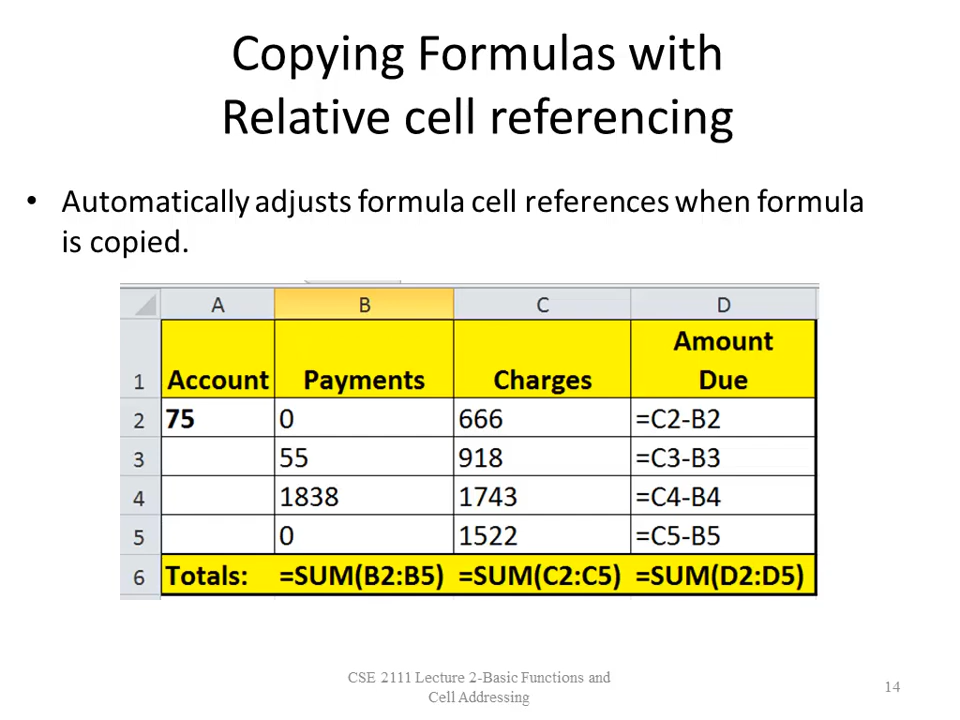 Copying Formulas with
Relative cell referencing
• Automatically adjusts formula cell references when formula
is copied.
A B C D
1 Account Payments Charges Amount Due
2 75 0 666 =C2-B2
3 55 918 =C3-B3
4 1838 1743 =C4-B4
5 0 1522 =C5-B5
6 Totals: =SUM(B2:B5) =SUM(C2:C5) =SUM(D2:D5)
CSE 2111 Lecture 2-Basic Functions and
Cell Addressing
14